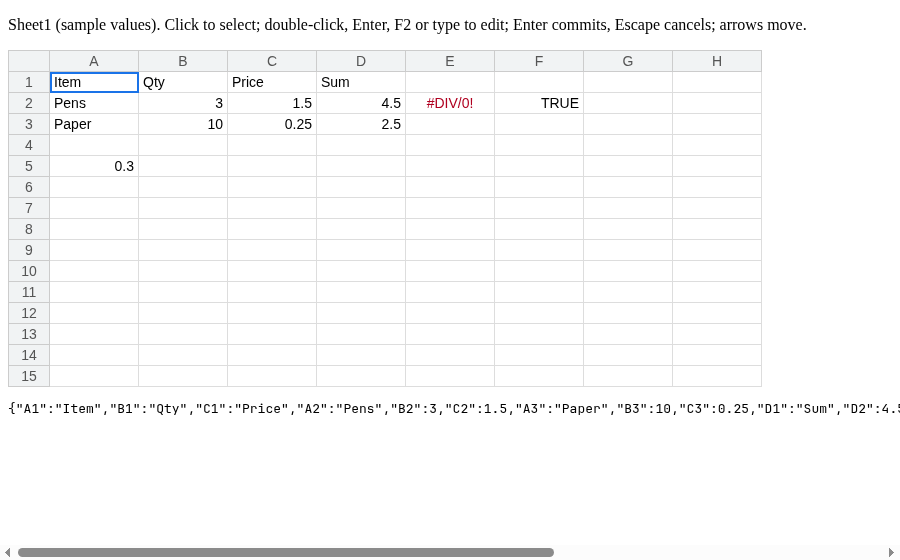 Sheet1 (sample values). Click to select; double-click, Enter, F2 or type to edit; Enter commits, Escape cancels; arrows move.
A B C D E F G H
1 Item Qty Price Sum
2 Pens 3 1.5 4.5 #DIV/0! TRUE
3 Paper 10 0.25 2.5
4
5 0.3
6
7
8
9
10
11
12
13
14
15
{"A1":"Item","B1":"Qty","C1":"Price","A2":"Pens","B2":3,"C2":1.5,"A3":"Paper","B3":10,"C3":0.25,"D1":"Sum","D2":4.5